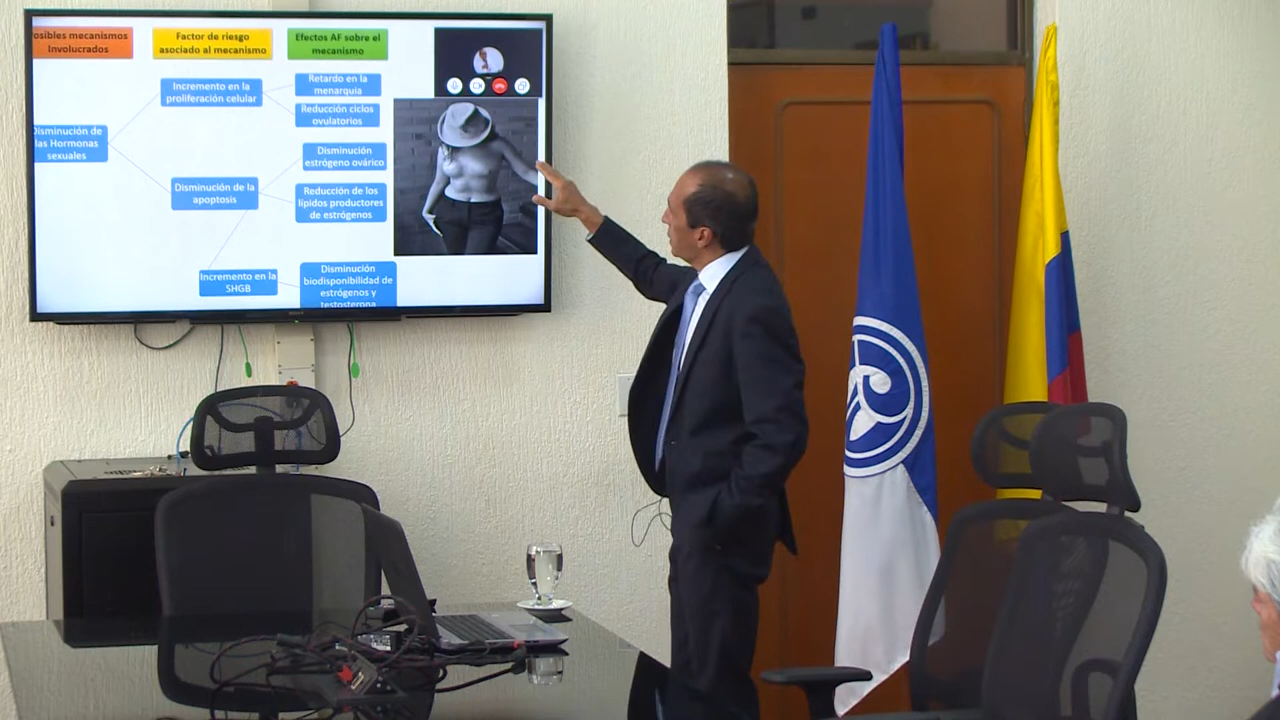 osibles mecanismos
Involucrados
Factor de riesgo
asociado al mecanismo
Efectos AF sobre el
mecanismo
Disminución de
las Hormonas
sexuales
Incremento en la
proliferación celular
Retardo en la
menarquia
Reducción ciclos
ovulatorios
Disminución de la
apoptosis
Disminución
estrógeno ovárico
Reducción de los
lípidos productores
de estrógenos
Incremento en la
SHGB
Disminución
biodisponibilidad de
estrógenos y
testosterona